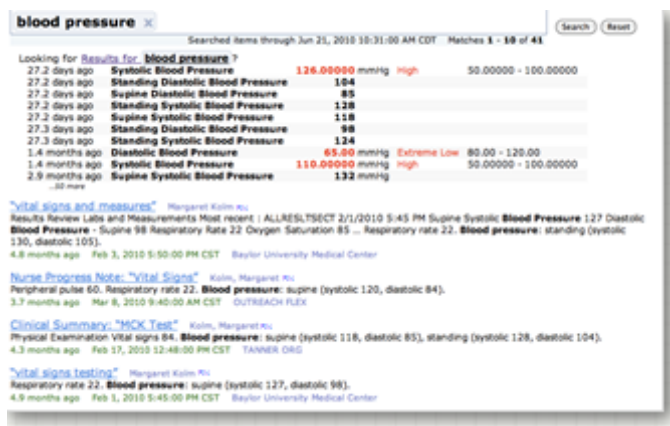 blood pressure x
Search Reset
Searched items through Jun 21, 2010 10:31:00 AM CDT Matches 1 - 10 of 41
Looking for Results for blood pressure ?
27.2 days ago Systolic Blood Pressure 126.00000 mmHg High 50.00000 - 100.00000
27.2 days ago Standing Diastolic Blood Pressure 104
27.2 days ago Supine Diastolic Blood Pressure 85
27.2 days ago Standing Systolic Blood Pressure 128
27.2 days ago Supine Systolic Blood Pressure 118
27.3 days ago Standing Diastolic Blood Pressure 98
27.3 days ago Standing Systolic Blood Pressure 124
1.4 months ago Diastolic Blood Pressure 65.00 mmHg Extreme Low 80.00 - 120.00
1.4 months ago Systolic Blood Pressure 110.00000 mmHg High 50.00000 - 100.00000
2.9 months ago Supine Systolic Blood Pressure 132 mmHg
...10 more
"vital signs and measures" Margaret Kolm
Results Review Labs and Measurements Most recent : ALLRESLTSECT 2/1/2010 5:45 PM Supine Systolic Blood Pressure 127 Diastolic
Blood Pressure - Supine 98 Respiratory Rate 22 Oxygen Saturation 85 ... Respiratory rate 22. Blood pressure: standing (systolic
130, diastolic 105).
4.8 months ago Feb 3, 2010 5:50:00 PM CST Baylor University Medical Center
Nurse Progress Note: "Vital Signs" Kolm, Margaret
Peripheral pulse 60. Respiratory rate 22. Blood pressure: supine (systolic 120, diastolic 84).
3.7 months ago Mar 8, 2010 9:40:00 AM CST OUTREACH FLEX
Clinical Summary: "MCK Test" Kolm, Margaret
Physical Examination Vital signs 84. Blood pressure: supine (systolic 118, diastolic 85), standing (systolic 128, diastolic 104).
4.3 months ago Feb 17, 2010 12:48:00 PM CST TANNER ORG
"vital signs testing" Margaret Kolm
Respiratory rate 22. Blood pressure: supine (systolic 127, diastolic 98).
4.9 months ago Feb 1, 2010 5:45:00 PM CST Baylor University Medical Center